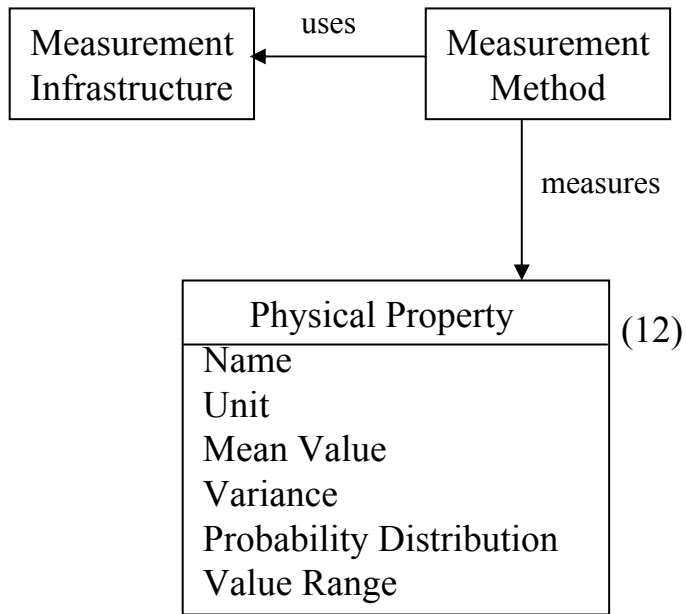 uses
Measurement
Infrastructure
Measurement
Method
measures
Physical Property
(12)
Name
Unit
Mean Value
Variance
Probability Distribution
Value Range